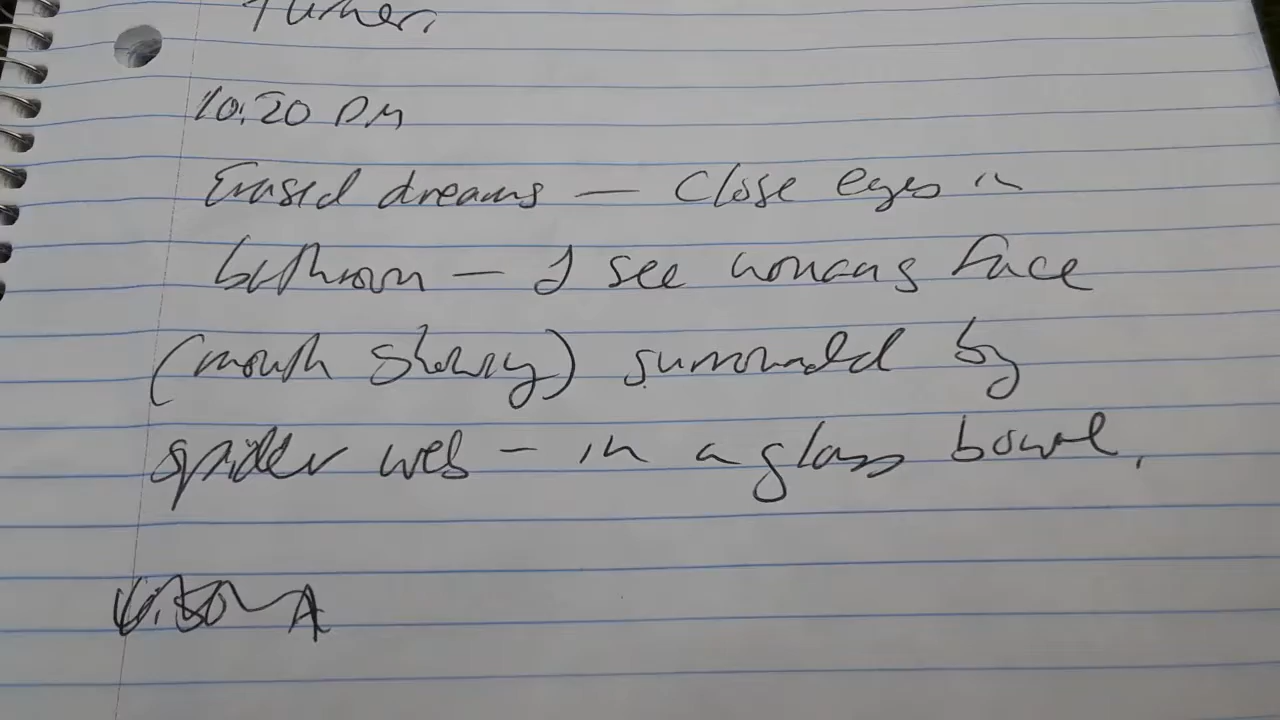 10:20 PM
Erased dreams — Close eyes in
bathroom — I see womans face
(mouth showing) surrounded by
spider web — in a glass bowl.